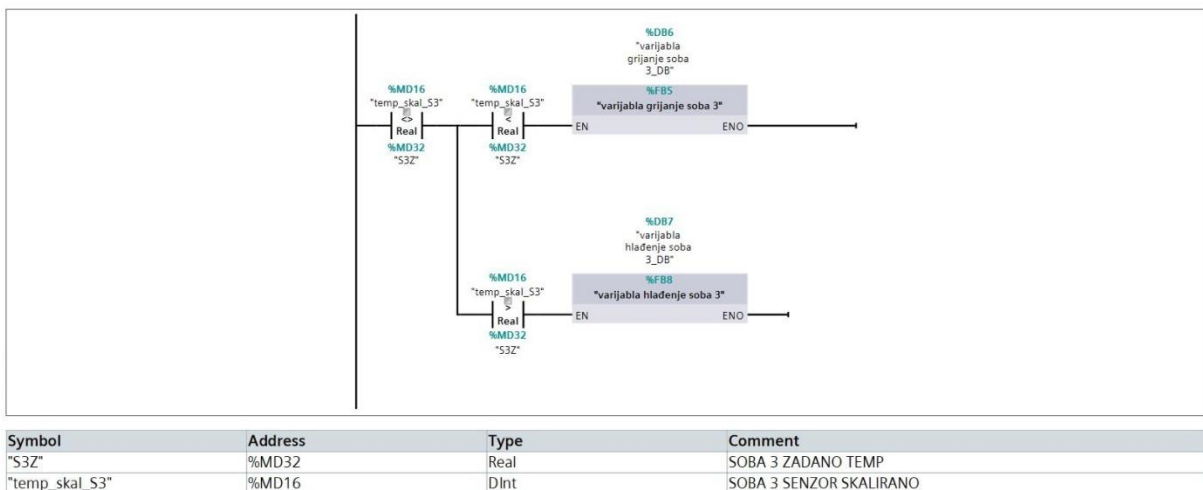 %DB6
"varijabla
grijanje soba
3_DB"
%MD16
"temp_skal_S3"
<>
Real
%MD32
"S3Z"
%MD16
"temp_skal_S3"
<
Real
%MD32
"S3Z"
%FB5
"varijabla grijanje soba 3"
EN
ENO
%DB7
"varijabla
hlađenje soba
3_DB"
%MD16
"temp_skal_S3"
>
Real
%MD32
"S3Z"
%FB8
"varijabla hlađenje soba 3"
EN
ENO
Symbol Address Type Comment
"S3Z" %MD32 Real SOBA 3 ZADANO TEMP
"temp_skal_S3" %MD16 DInt SOBA 3 SENZOR SKALIRANO